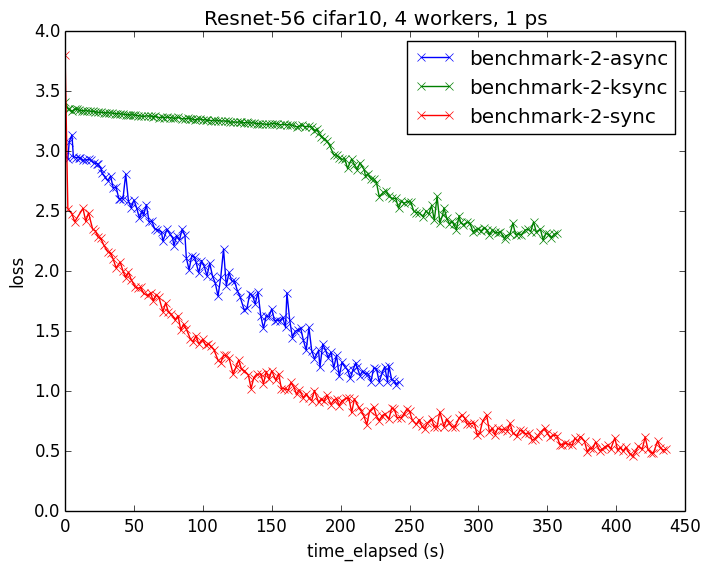 Resnet-56 cifar10, 4 workers, 1 ps
benchmark-2-async
benchmark-2-ksync
benchmark-2-sync
4.0
3.5
3.0
2.5
2.0
1.5
1.0
0.5
0.0
loss
0 50 100 150 200 250 300 350 400 450
time_elapsed (s)